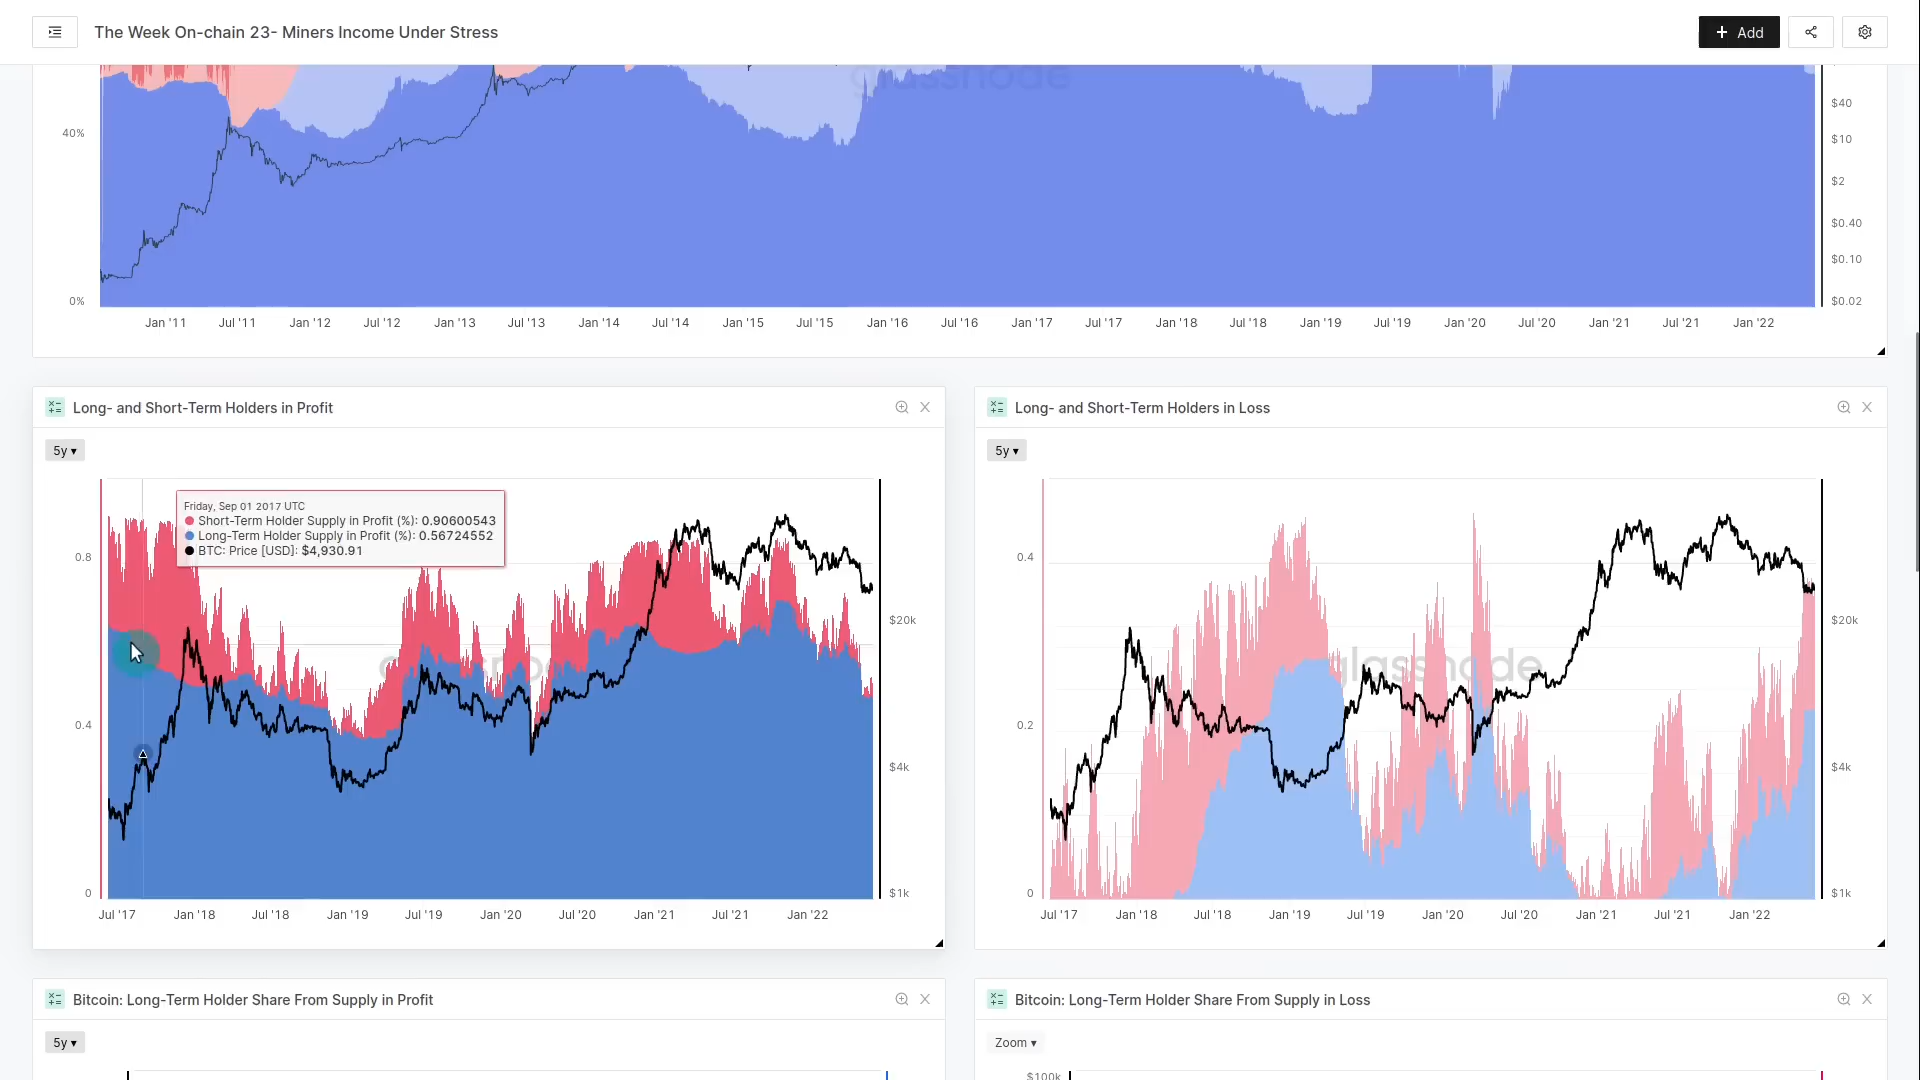 The Week On-chain 23- Miners Income Under Stress
+ Add
glassnode
40%
0%
$40
$10
$2
$0.40
$0.10
$0.02
Jan '11 Jul '11 Jan '12 Jul '12 Jan '13 Jul '13 Jan '14 Jul '14 Jan '15 Jul '15 Jan '16 Jul '16 Jan '17 Jul '17 Jan '18 Jul '18 Jan '19 Jul '19 Jan '20 Jul '20 Jan '21 Jul '21 Jan '22
Long- and Short-Term Holders in Profit
5y ▾
Friday, Sep 01 2017 UTC
Short-Term Holder Supply in Profit (%): 0.90600543
Long-Term Holder Supply in Profit (%): 0.56724552
BTC: Price [USD]: $4,930.91
0.8
0.4
0
$20k
$4k
$1k
Jul '17 Jan '18 Jul '18 Jan '19 Jul '19 Jan '20 Jul '20 Jan '21 Jul '21 Jan '22
Long- and Short-Term Holders in Loss
5y ▾
glassnode
0.4
0.2
0
$20k
$4k
$1k
Jul '17 Jan '18 Jul '18 Jan '19 Jul '19 Jan '20 Jul '20 Jan '21 Jul '21 Jan '22
Bitcoin: Long-Term Holder Share From Supply in Profit
5y ▾
Bitcoin: Long-Term Holder Share From Supply in Loss
Zoom ▾
$100k